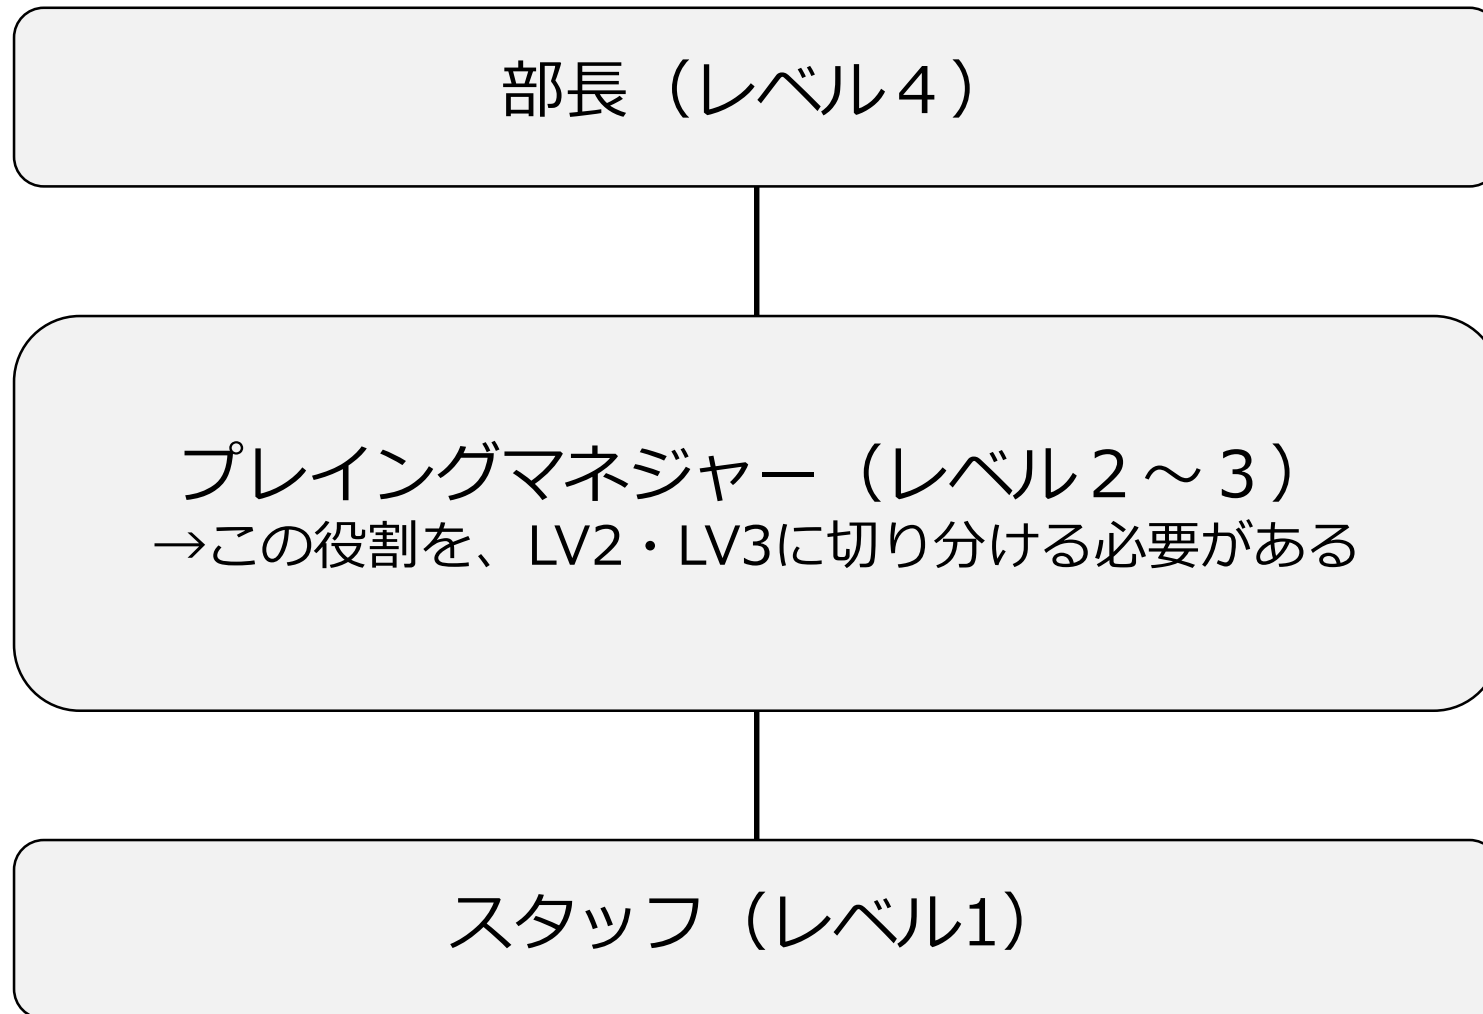 部長（レベル４）
プレイングマネジャー（レベル２～３）
→この役割を、LV2・LV3に切り分ける必要がある
スタッフ（レベル1）